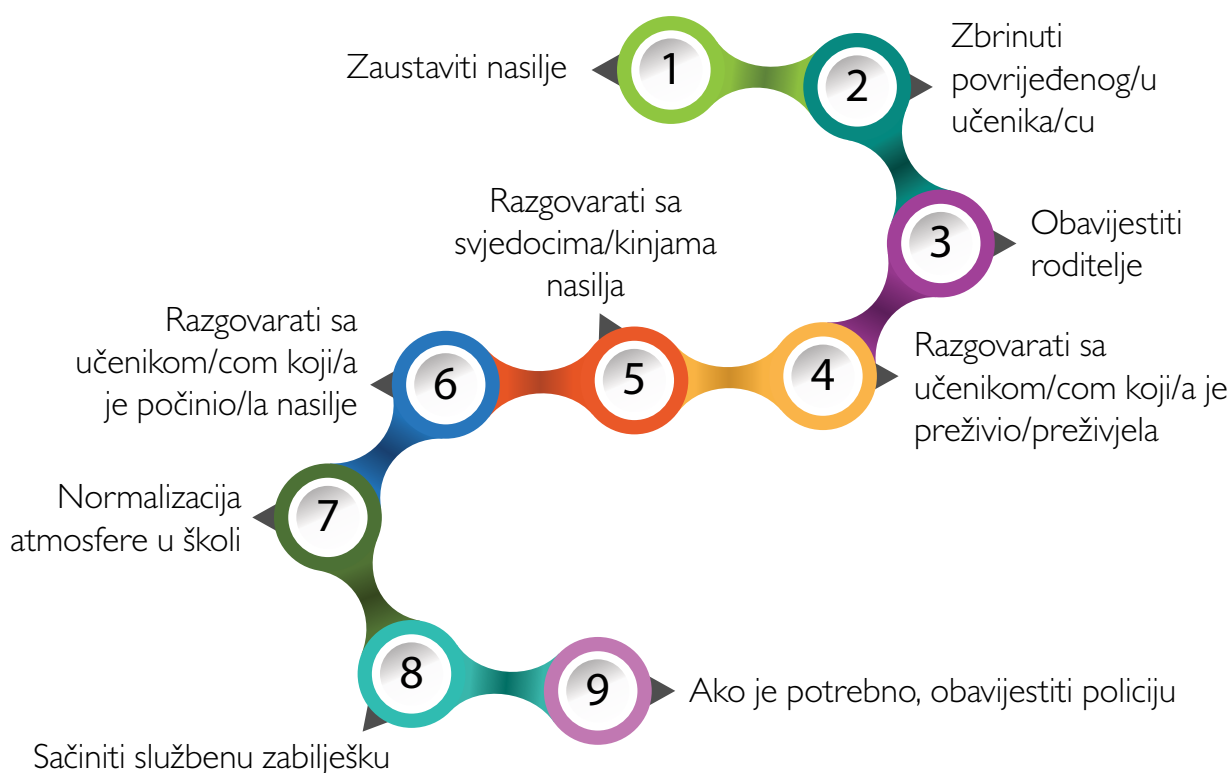 1
Zaustaviti nasilje
2
Zbrinuti
povrijeđenog/u
učenika/cu
3
Obavijestiti
roditelje
4
Razgovarati sa
učenikom/com koji/a je
preživio/preživjela
5
Razgovarati sa
svjedocima/kinjama
nasilja
6
Razgovarati sa
učenikom/com koji/a
je počinio/la nasilje
7
Normalizacija
atmosfere u školi
8
Sačiniti službenu zabilješku
9
Ako je potrebno, obavijestiti policiju